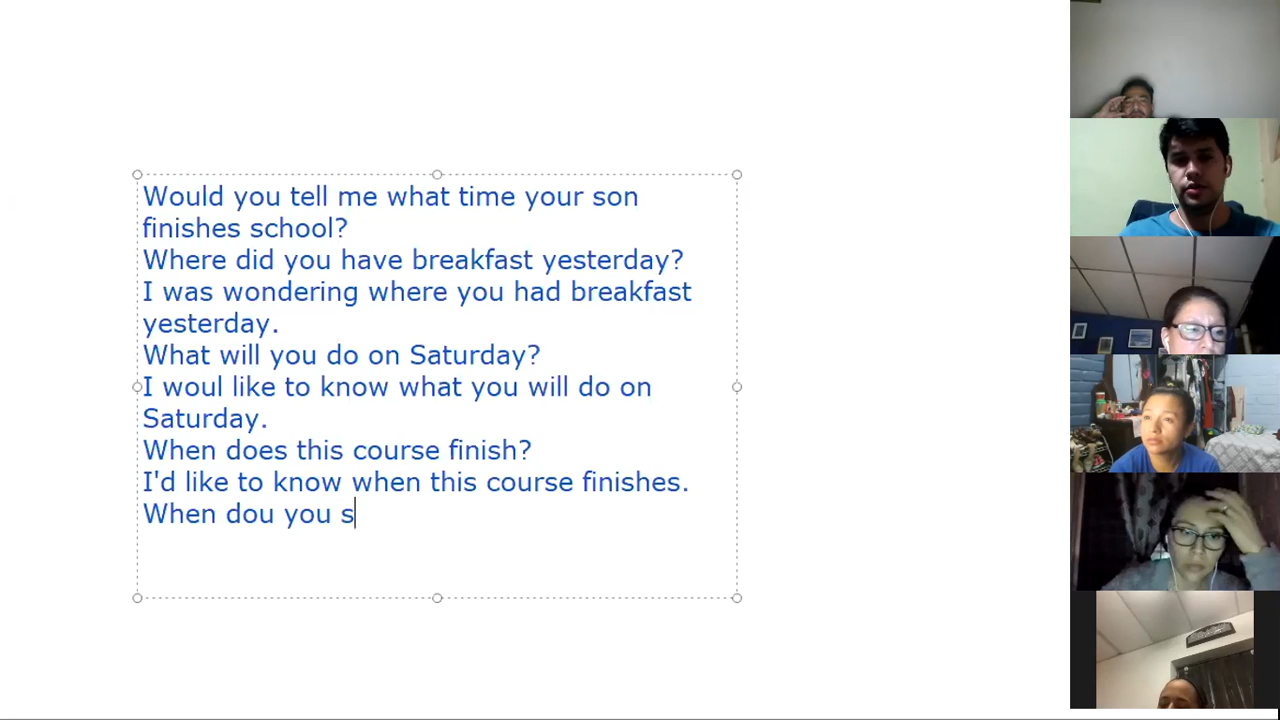 Would you tell me what time your son
finishes school?
Where did you have breakfast yesterday?
I was wondering where you had breakfast
yesterday.
What will you do on Saturday?
I woul like to know what you will do on
Saturday.
When does this course finish?
I'd like to know when this course finishes.
When dou you s